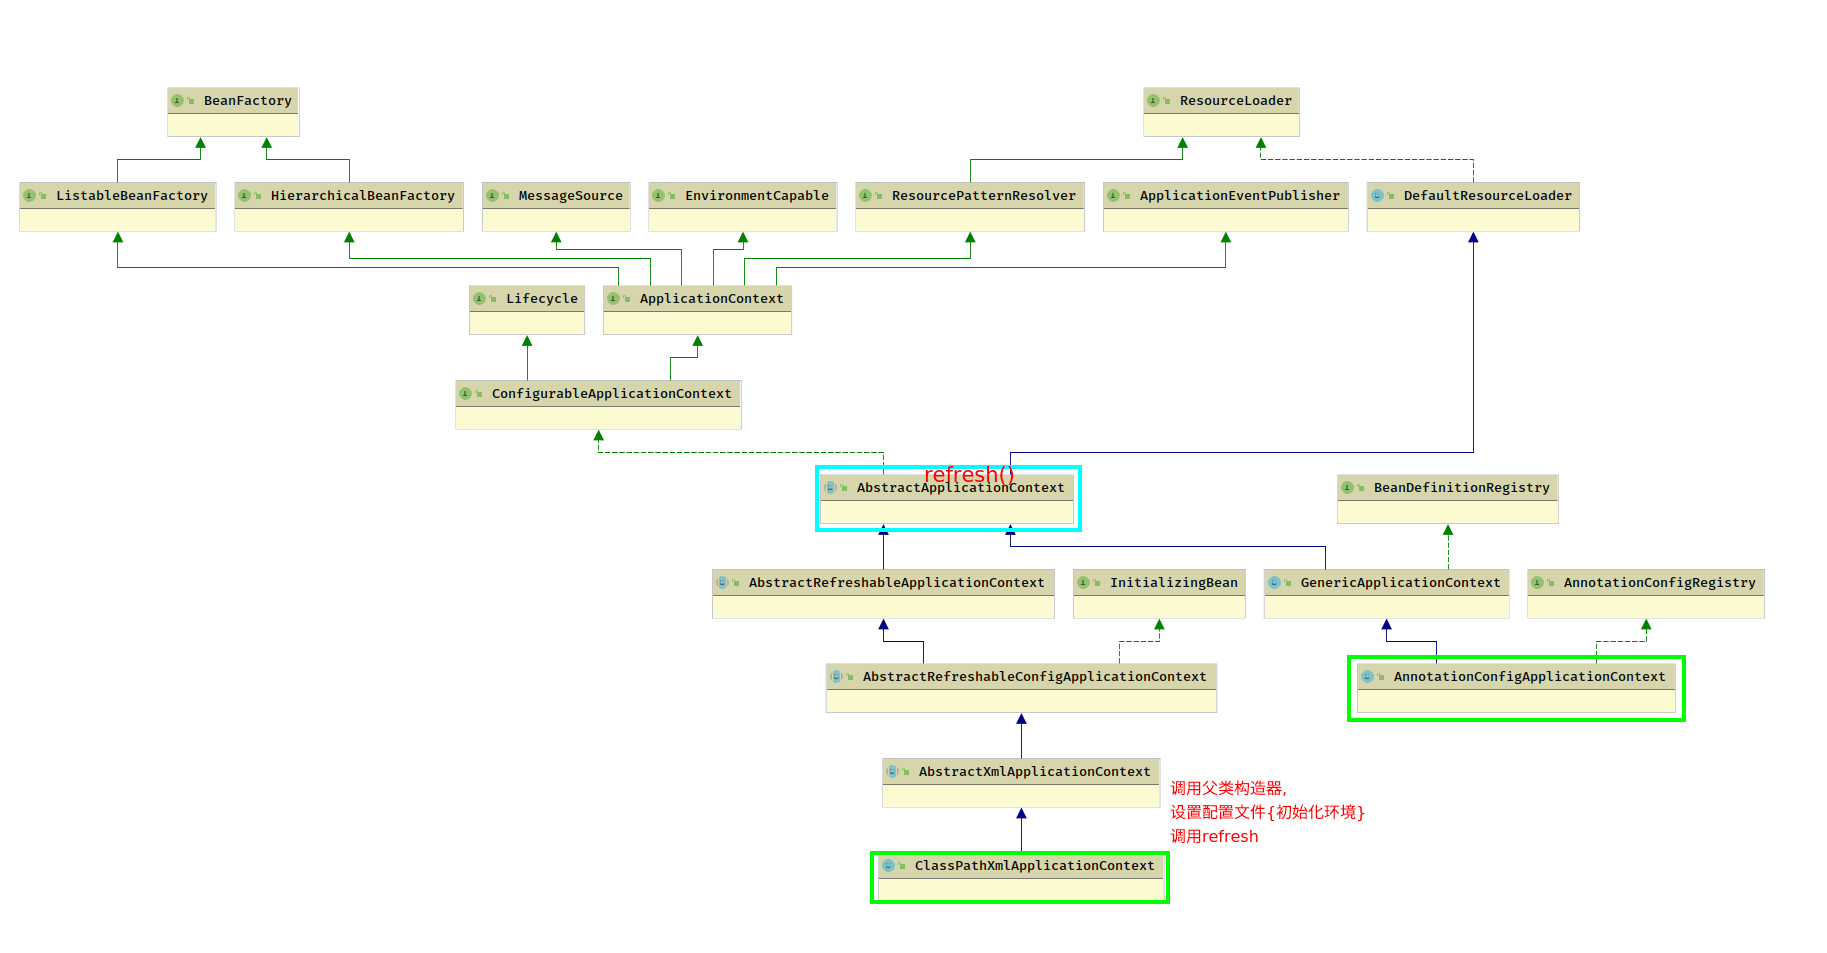 BeanFactory
ResourceLoader
ListableBeanFactory
HierarchicalBeanFactory
MessageSource
EnvironmentCapable
ResourcePatternResolver
ApplicationEventPublisher
DefaultResourceLoader
Lifecycle
ApplicationContext
ConfigurableApplicationContext
refresh()
AbstractApplicationContext
BeanDefinitionRegistry
AbstractRefreshableApplicationContext
InitializingBean
GenericApplicationContext
AnnotationConfigRegistry
AbstractRefreshableConfigApplicationContext
AnnotationConfigApplicationContext
AbstractXmlApplicationContext
调用父类构造器,
设置配置文件{初始化环境}
调用refresh
ClassPathXmlApplicationContext